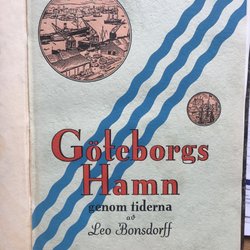 Göteborgs
Hamn
genom tiderna
av
Leo Bonsdorff